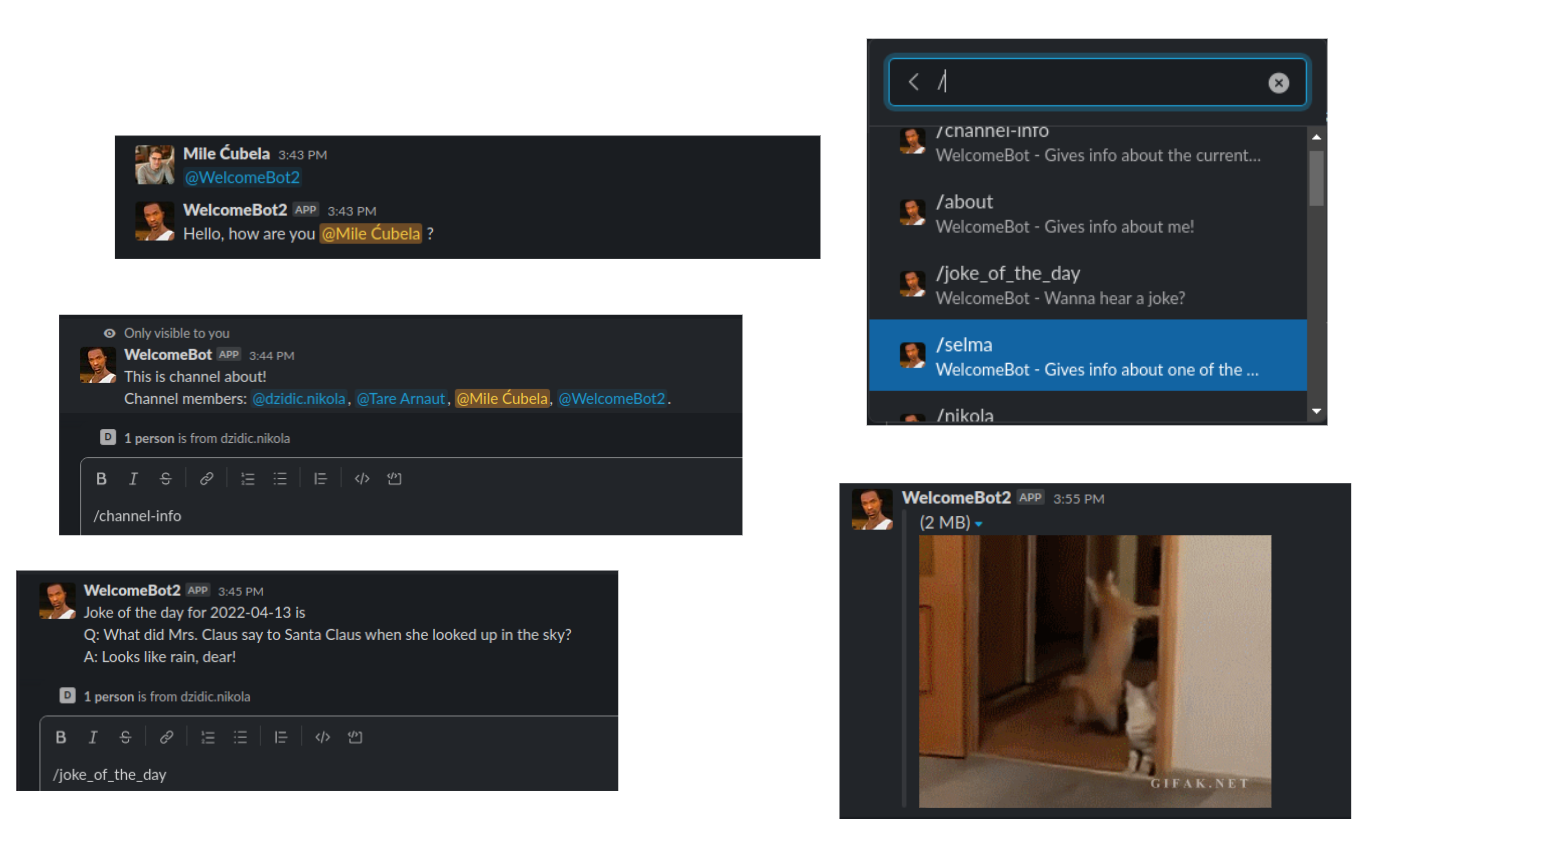 Mile Ćubela 3:43 PM
@WelcomeBot2
WelcomeBot2 APP 3:43 PM
Hello, how are you @Mile Ćubela ?
Only visible to you
WelcomeBot APP 3:44 PM
This is channel about!
Channel members: @dzidic.nikola, @Tare Arnaut, @Mile Ćubela, @WelcomeBot2.
D 1 person is from dzidic.nikola
B I S
/channel-info
WelcomeBot2 APP 3:45 PM
Joke of the day for 2022-04-13 is
Q: What did Mrs. Claus say to Santa Claus when she looked up in the sky?
A: Looks like rain, dear!
D 1 person is from dzidic.nikola
B I S
/joke_of_the_day
/
/channel-info
WelcomeBot - Gives info about the current...
/about
WelcomeBot - Gives info about me!
/joke_of_the_day
WelcomeBot - Wanna hear a joke?
/selma
WelcomeBot - Gives info about one of the ...
/nikola
WelcomeBot2 APP 3:55 PM
(2 MB)
GIFAK.NET